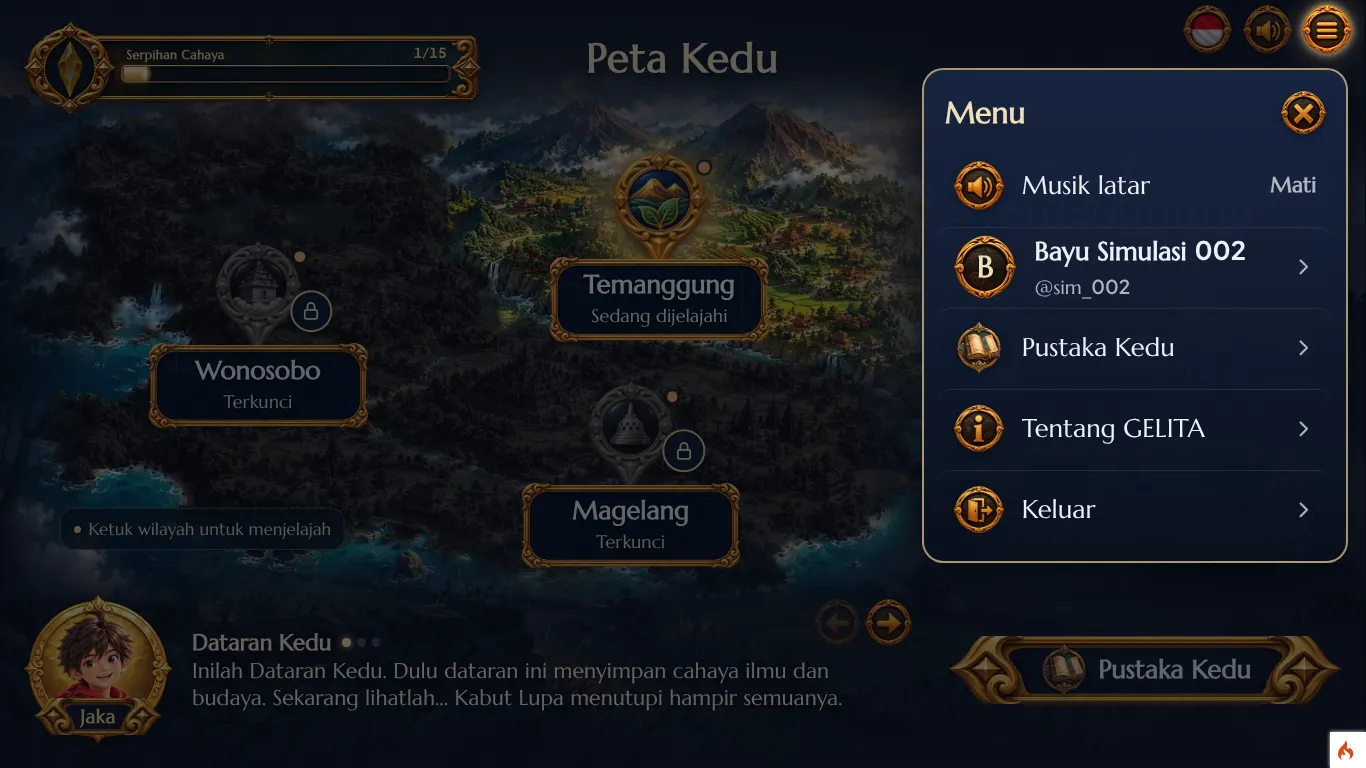 Serpihan Cahaya 1/15
Peta Kedu
Menu
Musik latar Mati
B
Bayu Simulasi 002
@sim_002
Pustaka Kedu
Tentang GELITA
Keluar
Temanggung
Sedang dijelajahi
Wonosobo
Terkunci
Magelang
Terkunci
Ketuk wilayah untuk menjelajah
Jaka
Dataran Kedu
Inilah Dataran Kedu. Dulu dataran ini menyimpan cahaya ilmu dan
budaya. Sekarang lihatlah... Kabut Lupa menutupi hampir semuanya.
Pustaka Kedu